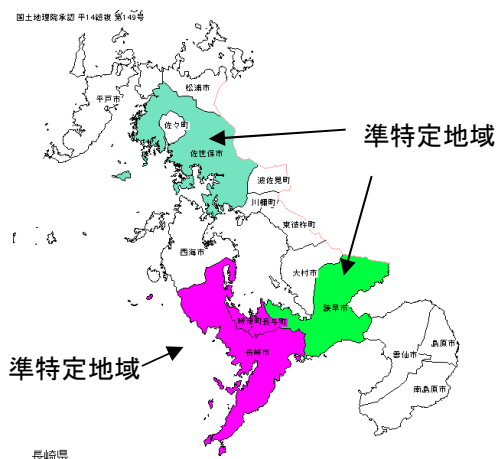 国土地理院承認 平14総複 第149号
松浦市
平戸市
佐々町
準特定地域
佐世保市
波佐見町
川棚町
東彼杵町
西海市
大村市
諫早市
時津町
長与町
島原市
長崎市
雲仙市
準特定地域
南島原市
長崎県